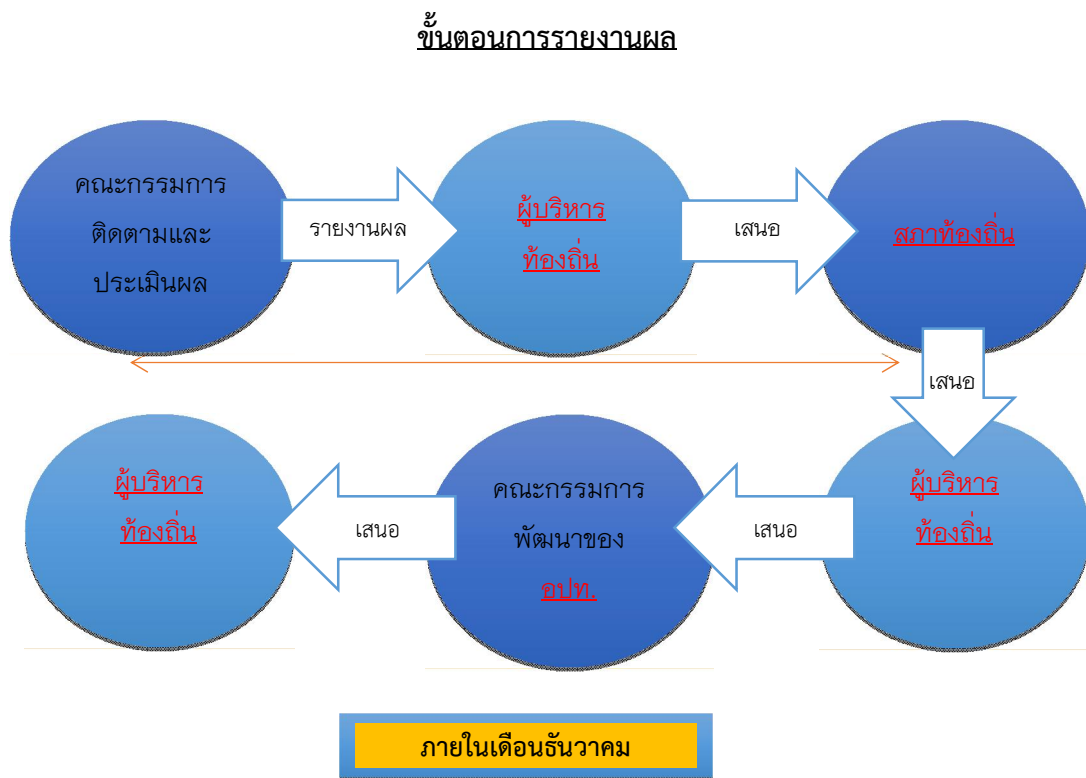 ขั้นตอนการรายงานผล
คณะกรรมการ
ติดตามและ
ประเมินผล
รายงานผล
ผู้บริหาร
ท้องถิ่น
เสนอ
สภาท้องถิ่น
เสนอ
ผู้บริหาร
ท้องถิ่น
เสนอ
คณะกรรมการ
พัฒนาของ
อปท.
เสนอ
ผู้บริหาร
ท้องถิ่น
ภายในเดือนธันวาคม